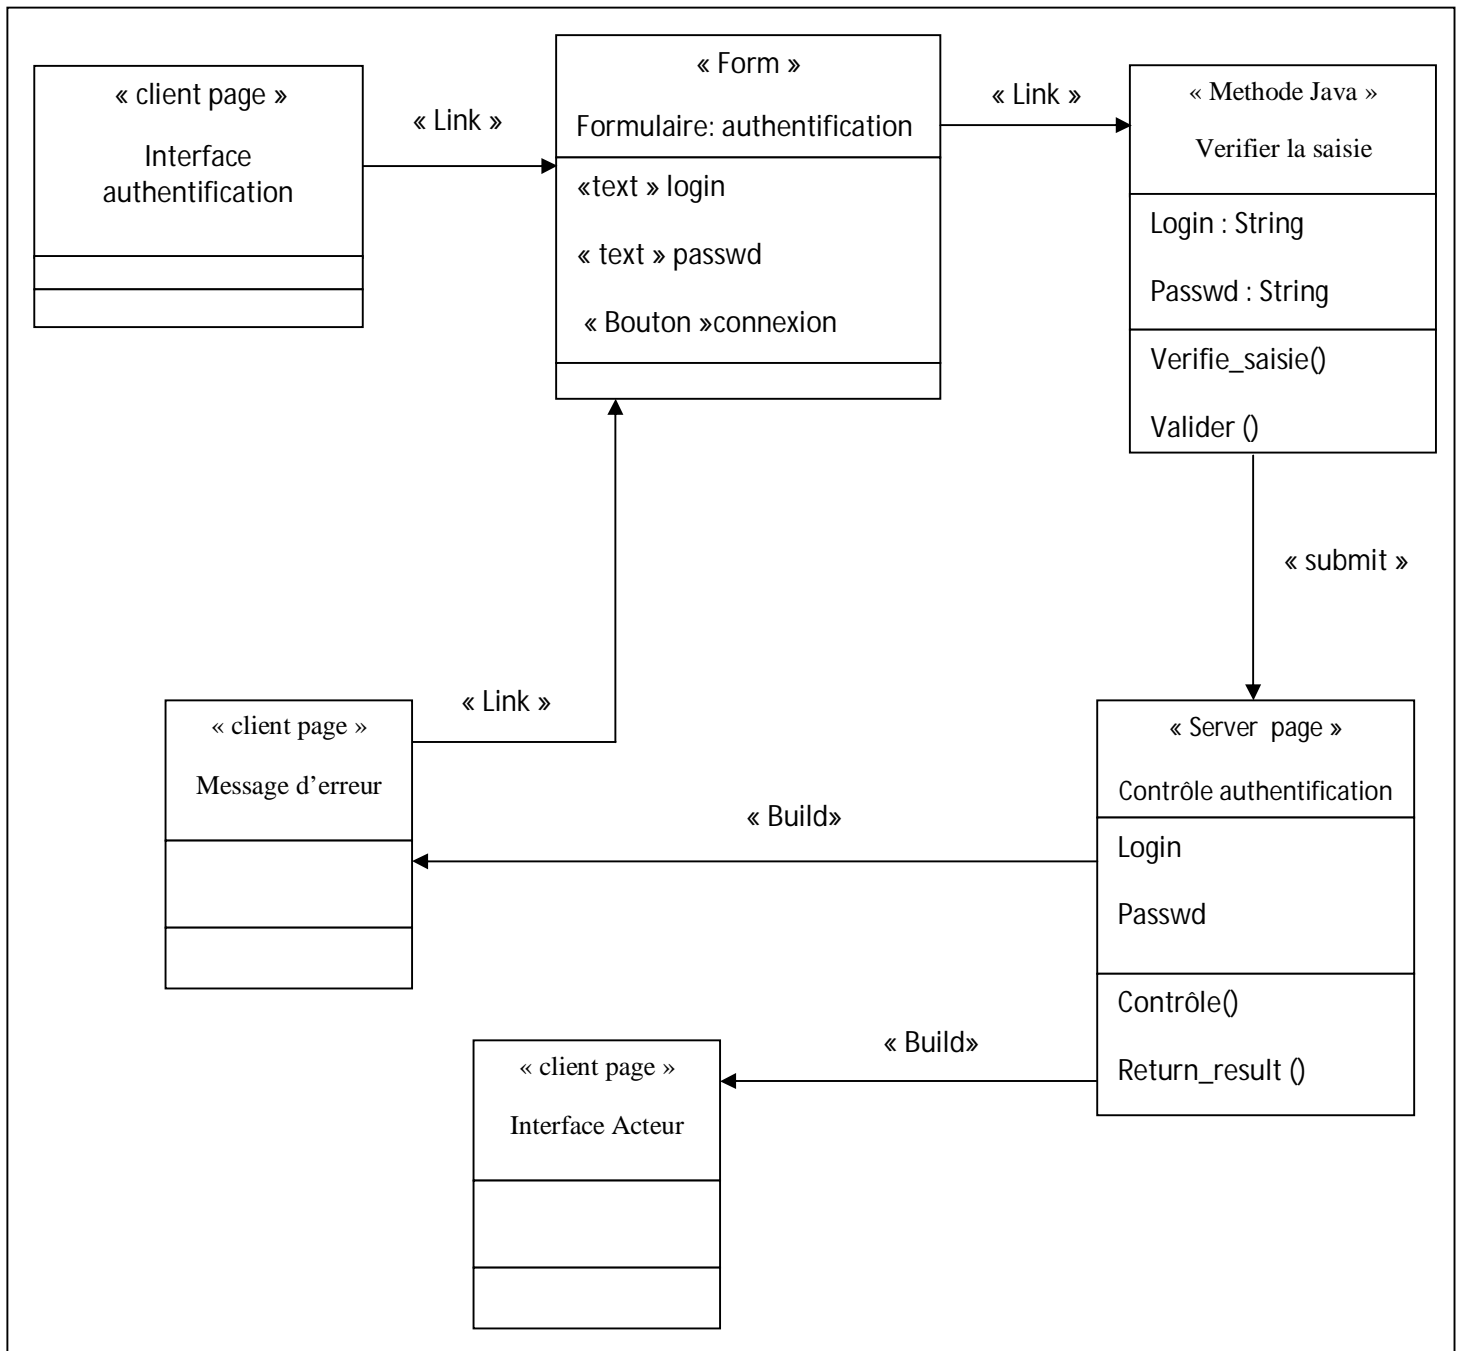 « client page »
Interface
authentification
« Link »
« Form »
Formulaire: authentification
«text » login
« text » passwd
« Bouton »connexion
« Link »
« Methode Java »
Verifier la saisie
Login : String
Passwd : String
Verifie_saisie()
Valider ()
« submit »
« client page »
Message d’erreur
« Link »
« Build»
« Server  page »
Contrôle authentification
Login
Passwd
Contrôle()
Return_result ()
« Build»
« client page »
Interface Acteur